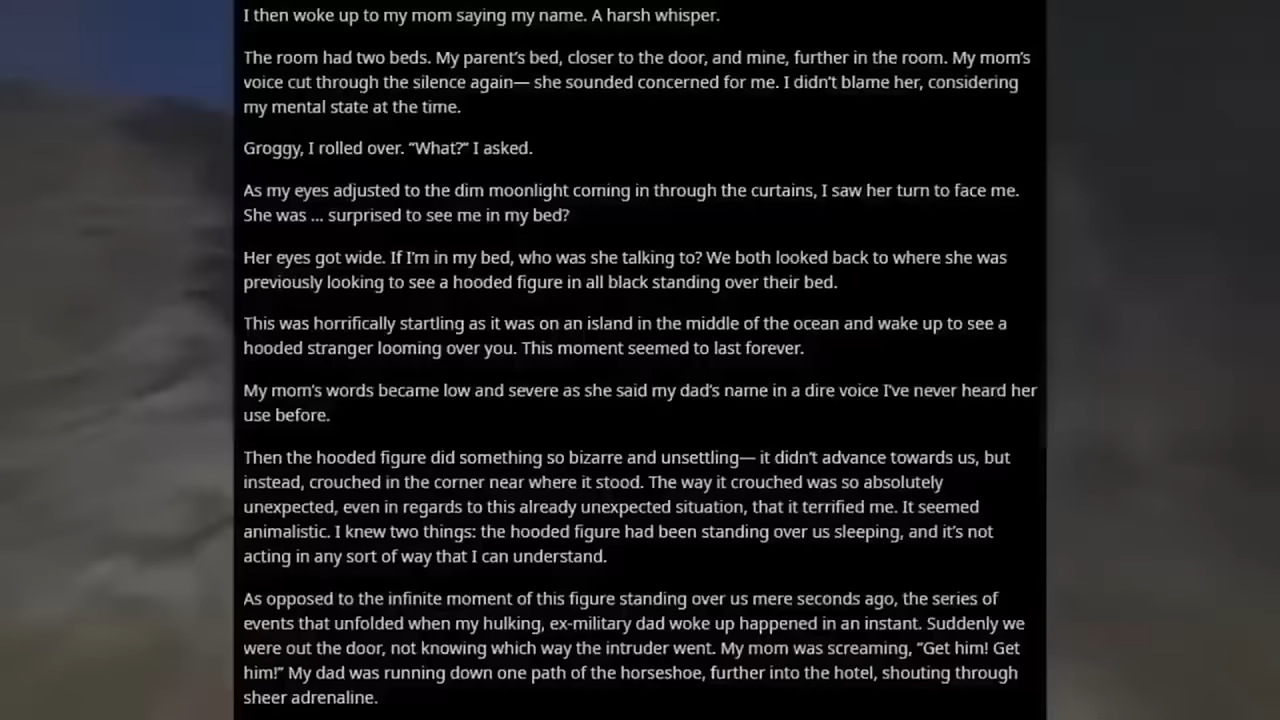 I then woke up to my mom saying my name. A harsh whisper.
The room had two beds. My parent’s bed, closer to the door, and mine, further in the room. My mom’s
voice cut through the silence again— she sounded concerned for me. I didn’t blame her, considering
my mental state at the time.
Groggy, I rolled over. “What?” I asked.
As my eyes adjusted to the dim moonlight coming in through the curtains, I saw her turn to face me.
She was ... surprised to see me in my bed?
Her eyes got wide. If I’m in my bed, who was she talking to? We both looked back to where she was
previously looking to see a hooded figure in all black standing over their bed.
This was horrifically startling as it was on an island in the middle of the ocean and wake up to see a
hooded stranger looming over you. This moment seemed to last forever.
My mom’s words became low and severe as she said my dad’s name in a dire voice I’ve never heard her
use before.
Then the hooded figure did something so bizarre and unsettling— it didn’t advance towards us, but
instead, crouched in the corner near where it stood. The way it crouched was so absolutely
unexpected, even in regards to this already unexpected situation, that it terrified me. It seemed
animalistic. I knew two things: the hooded figure had been standing over us sleeping, and it’s not
acting in any sort of way that I can understand.
As opposed to the infinite moment of this figure standing over us mere seconds ago, the series of
events that unfolded when my hulking, ex-military dad woke up happened in an instant. Suddenly we
were out the door, not knowing which way the intruder went. My mom was screaming, “Get him! Get
him!” My dad was running down one path of the horseshoe, further into the hotel, shouting through
sheer adrenaline.